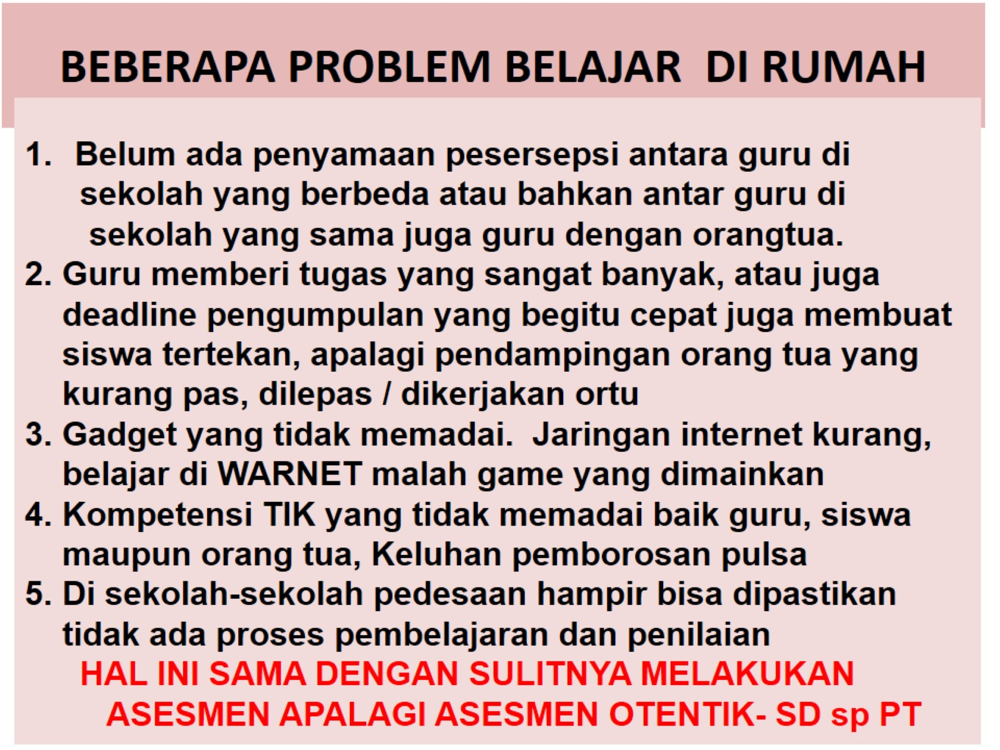 BEBERAPA PROBLEM BELAJAR DI RUMAH
1. Belum ada penyamaan pesersepsi antara guru di
sekolah yang berbeda atau bahkan antar guru di
sekolah yang sama juga guru dengan orangtua.
2. Guru memberi tugas yang sangat banyak, atau juga
deadline pengumpulan yang begitu cepat juga membuat
siswa tertekan, apalagi pendampingan orang tua yang
kurang pas, dilepas / dikerjakan ortu
3. Gadget yang tidak memadai. Jaringan internet kurang,
belajar di WARNET malah game yang dimainkan
4. Kompetensi TIK yang tidak memadai baik guru, siswa
maupun orang tua, Keluhan pemborosan pulsa
5. Di sekolah-sekolah pedesaan hampir bisa dipastikan
tidak ada proses pembelajaran dan penilaian
HAL INI SAMA DENGAN SULITNYA MELAKUKAN
ASESMEN APALAGI ASESMEN OTENTIK- SD sp PT